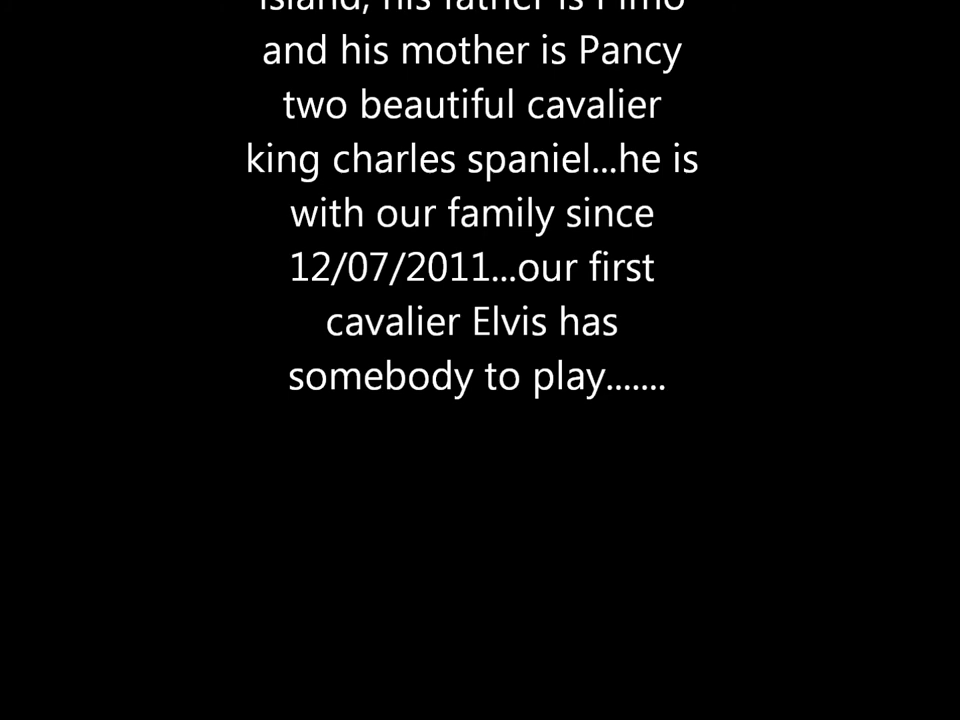 island, his father is Pimo
and his mother is Pancy
two beautiful cavalier
king charles spaniel...he is
with our family since
12/07/2011...our first
cavalier Elvis has
somebody to play.......